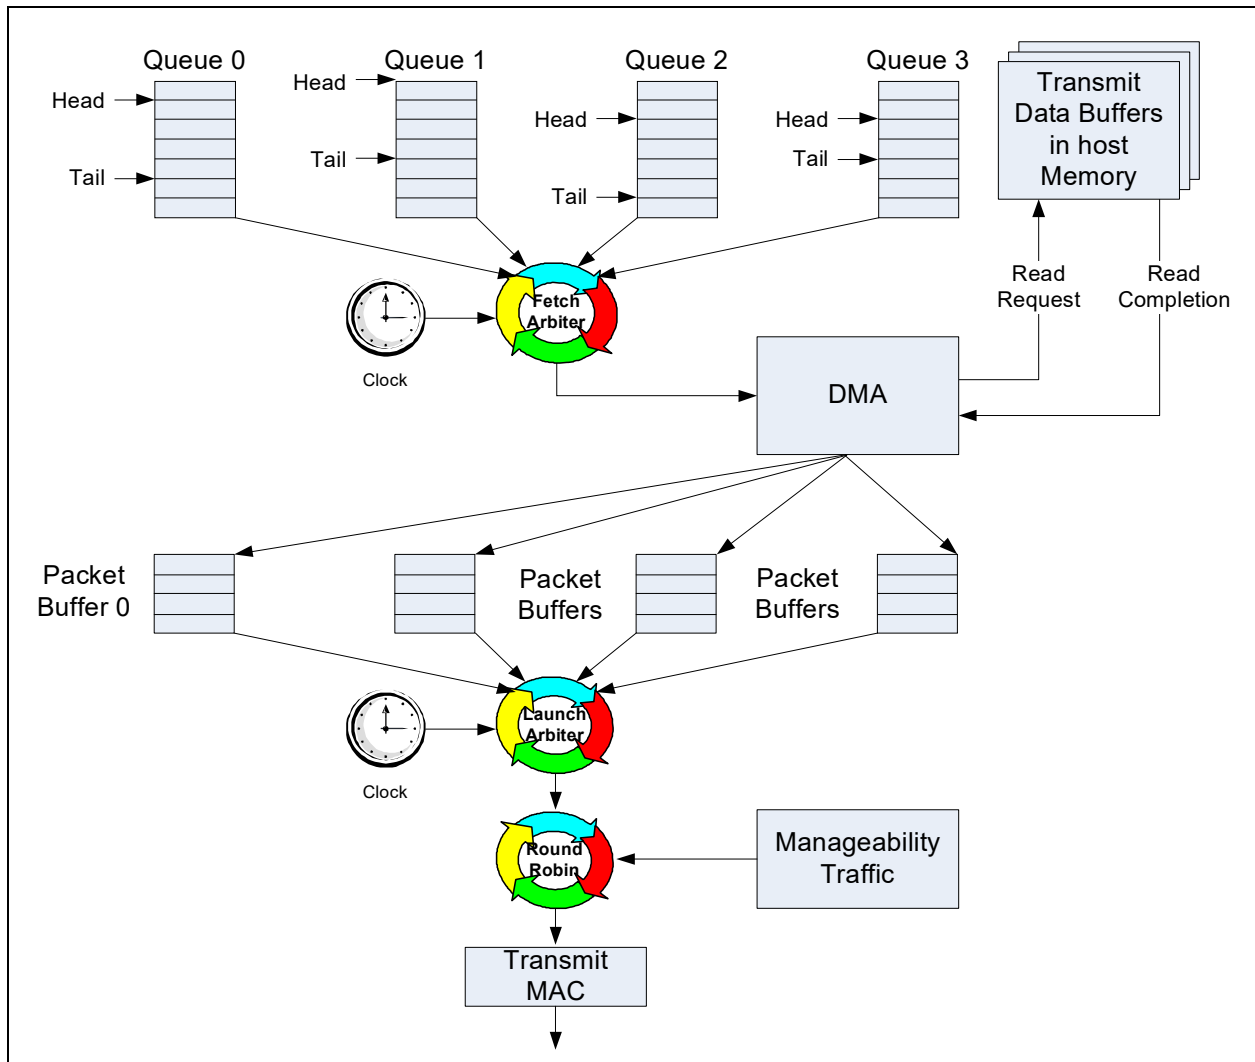 Queue 0
Queue 1
Queue 2
Queue 3
Head
Tail
Head
Tail
Head
Tail
Head
Tail
Transmit
Data Buffers
in host
Memory
Read
Request
Read
Completion
Fetch
Arbiter
Clock
DMA
Packet
Buffer 0
Packet
Buffers
Packet
Buffers
Launch
Arbiter
Clock
Round
Robin
Manageability
Traffic
Transmit
MAC